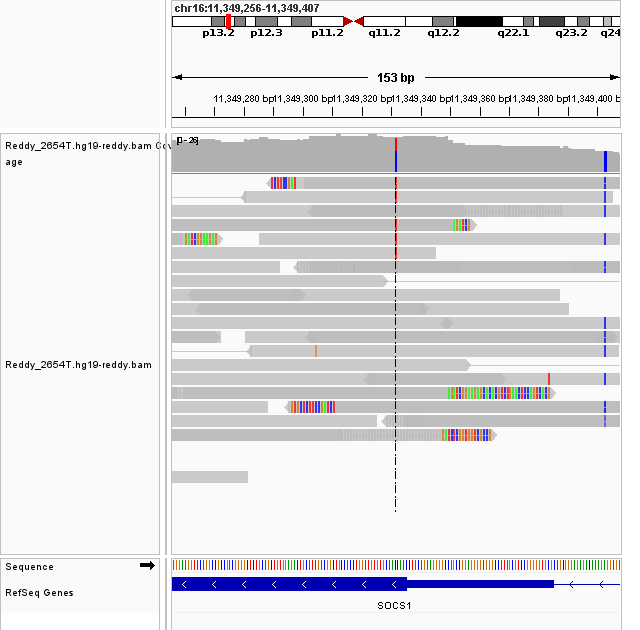 chr16:11,349,256-11,349,407
p13.2 p12.3 p11.2 q11.2 q12.2 q22.1 q23.2 q24
153 bp
11,349,280 bp 11,349,300 bp 11,349,320 bp 11,349,340 bp 11,349,360 bp 11,349,380 bp 11,349,400 b
Reddy_2654T.hg19-reddy.bam Cov
age
[0-26]
Reddy_2654T.hg19-reddy.bam
Sequence
RefSeq Genes
SOCS1